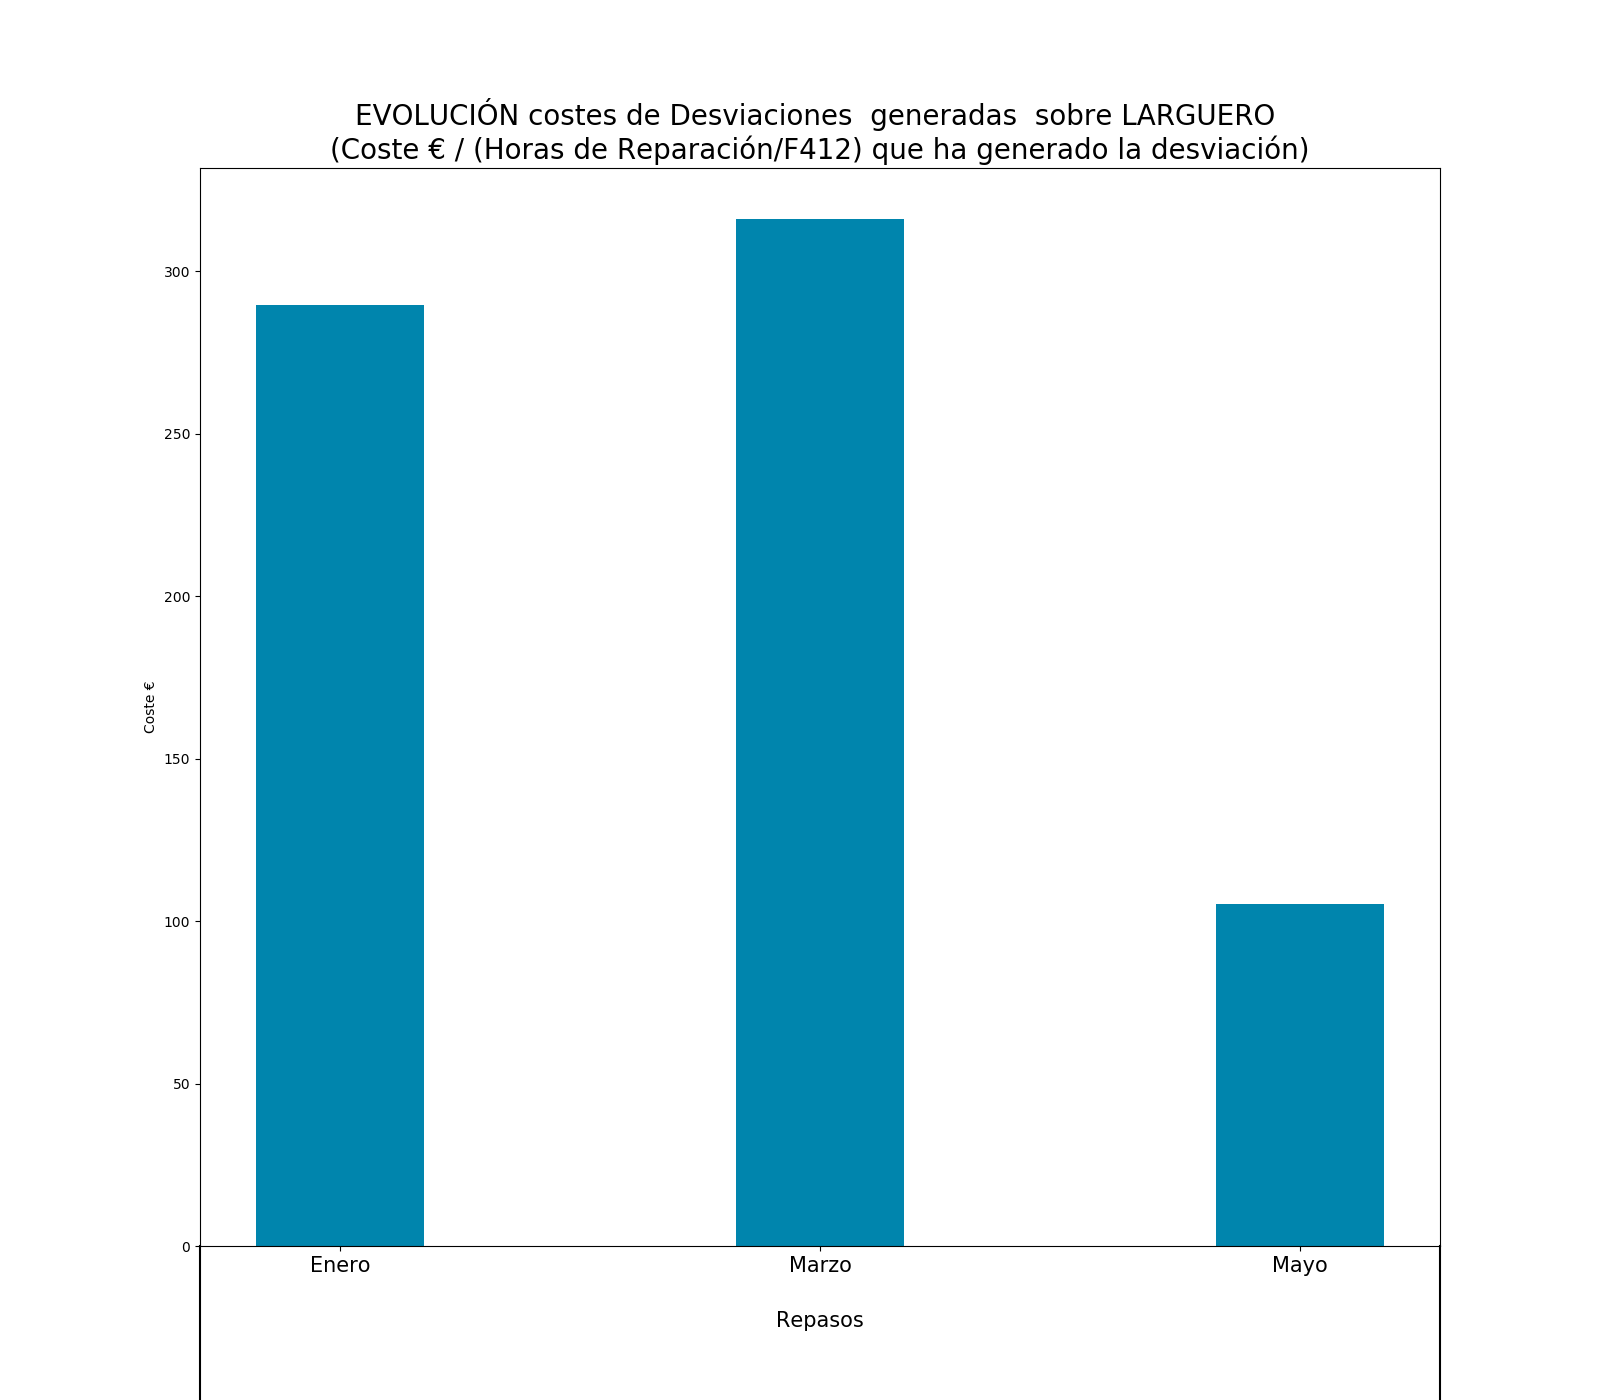 EVOLUCIÓN costes de Desviaciones  generadas  sobre LARGUERO
(Coste € / (Horas de Reparación/F412) que ha generado la desviación)
300
250
200
150
100
50
0
Coste €
Enero
Marzo
Mayo
Repasos